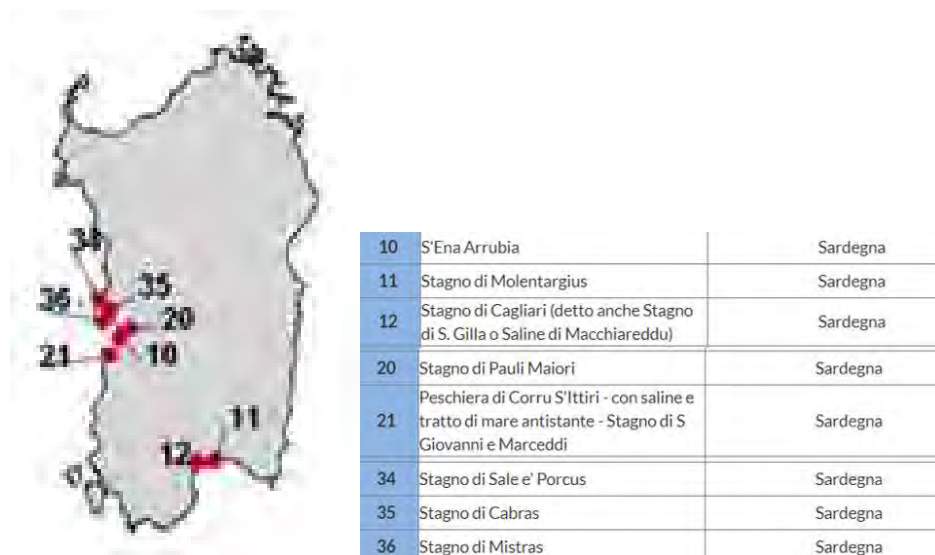 34
36
35
20
21
10
11
12
10 S'Ena Arrubia Sardegna
11 Stagno di Molentargius Sardegna
12 Stagno di Cagliari (detto anche Stagno
di S. Gilla o Saline di Macchiareddu) Sardegna
20 Stagno di Pauli Maiori Sardegna
21 Peschiera di Corru S'Ittiri - con saline e
tratto di mare antistante - Stagno di S
Giovanni e Marceddi Sardegna
34 Stagno di Sale e' Porcus Sardegna
35 Stagno di Cabras Sardegna
36 Stagno di Mistras Sardegna